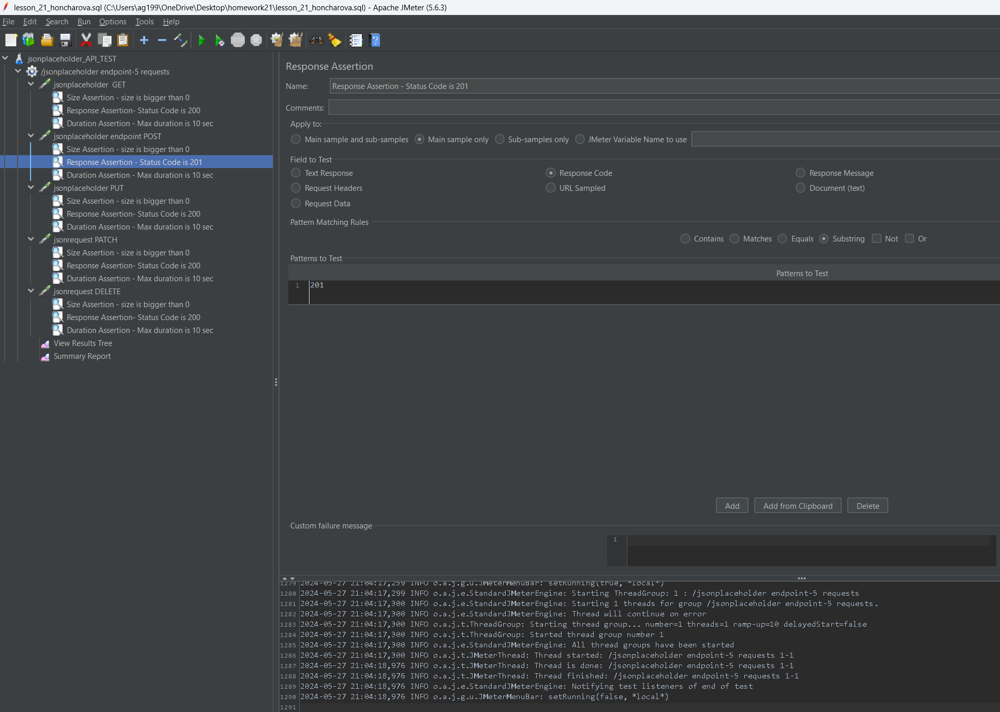 lesson_21_honcharova.sql (C:\Users\ag199\OneDrive\Desktop\homework21\lesson_21_honcharova.sql) - Apache JMeter (5.6.3)
File Edit Search Run Options Tools Help
STOP
jsonplaceholder_API_TEST
/jsonplaceholder endpoint-5 requests
jsonplaceholder GET
Size Assertion - size is bigger than 0
Response Assertion- Status Code is 200
Duration Assertion - Max duration is 10 sec
jsonplaceholder endpoint POST
Size Assertion - size is bigger than 0
Response Assertion - Status Code is 201
Duration Assertion - Max duration is 10 sec
jsonplaceholder PUT
Size Assertion - size is bigger than 0
Response Assertion- Status Code is 200
Duration Assertion - Max duration is 10 sec
jsonrequest PATCH
Size Assertion - size is bigger than 0
Response Assertion- Status Code is 200
Duration Assertion - Max duration is 10 sec
jsonrequest DELETE
Size Assertion - size is bigger than 0
Response Assertion- Status Code is 200
Duration Assertion - Max duration is 10 sec
View Results Tree
Summary Report
Response Assertion
Name: Response Assertion - Status Code is 201
Comments:
Apply to:
Main sample and sub-samples Main sample only Sub-samples only JMeter Variable Name to use
Field to Test
Text Response Response Code Response Message
Request Headers URL Sampled Document (text)
Request Data
Pattern Matching Rules
Contains Matches Equals Substring Not Or
Patterns to Test
Patterns to Test
1 201
Add Add from Clipboard Delete
Custom failure message
1
1279 2024-05-27 21:04:17,259 INFO o.a.j.g.u.JMeterMenuBar: setRunning(true, *local*)
1280 2024-05-27 21:04:17,299 INFO o.a.j.e.StandardJMeterEngine: Starting ThreadGroup: 1 : /jsonplaceholder endpoint-5 requests
1281 2024-05-27 21:04:17,300 INFO o.a.j.e.StandardJMeterEngine: Starting 1 threads for group /jsonplaceholder endpoint-5 requests.
1282 2024-05-27 21:04:17,300 INFO o.a.j.e.StandardJMeterEngine: Thread will continue on error
1283 2024-05-27 21:04:17,300 INFO o.a.j.t.ThreadGroup: Starting thread group... number=1 threads=1 ramp-up=10 delayedStart=false
1284 2024-05-27 21:04:17,300 INFO o.a.j.t.ThreadGroup: Started thread group number 1
1285 2024-05-27 21:04:17,300 INFO o.a.j.e.StandardJMeterEngine: All thread groups have been started
1286 2024-05-27 21:04:17,300 INFO o.a.j.t.JMeterThread: Thread started: /jsonplaceholder endpoint-5 requests 1-1
1287 2024-05-27 21:04:18,976 INFO o.a.j.t.JMeterThread: Thread is done: /jsonplaceholder endpoint-5 requests 1-1
1288 2024-05-27 21:04:18,976 INFO o.a.j.t.JMeterThread: Thread finished: /jsonplaceholder endpoint-5 requests 1-1
1289 2024-05-27 21:04:18,976 INFO o.a.j.e.StandardJMeterEngine: Notifying test listeners of end of test
1290 2024-05-27 21:04:18,976 INFO o.a.j.g.u.JMeterMenuBar: setRunning(false, *local*)
1291